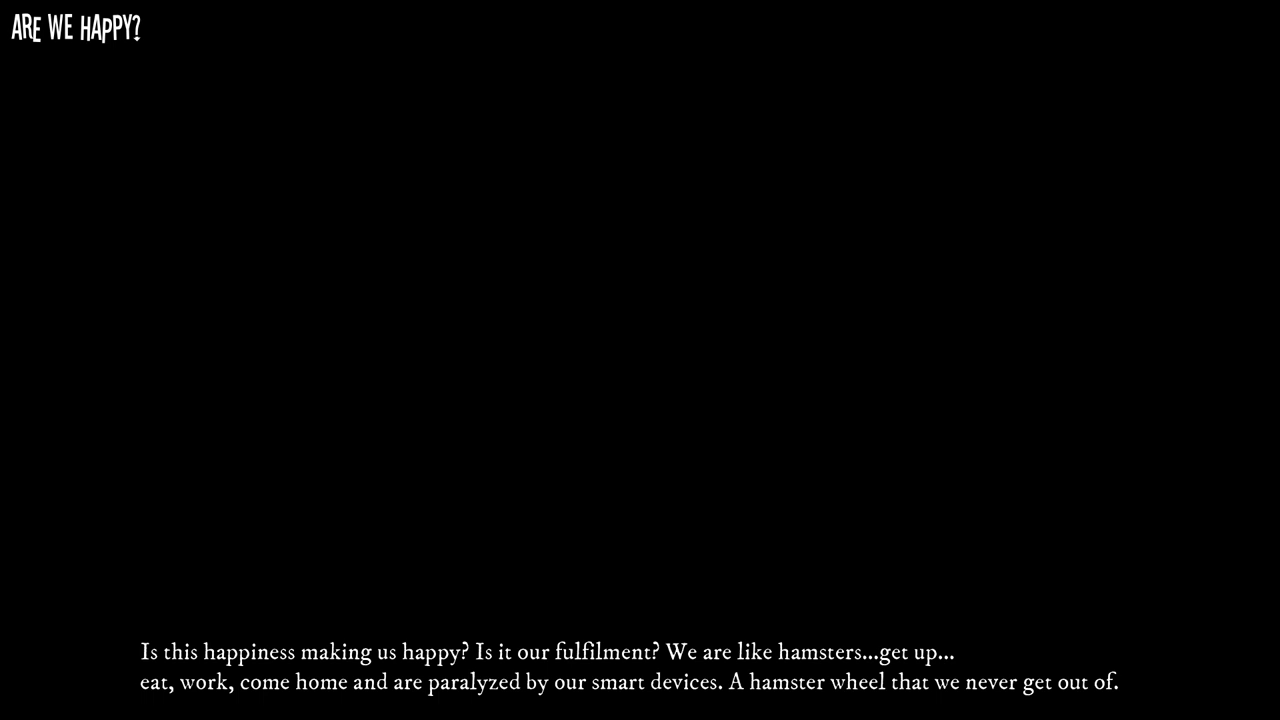 ARE WE HAPPY?
Is this happiness making us happy? Is it our fulfilment? We are like hamsters...get up...
eat, work, come home and are paralyzed by our smart devices. A hamster wheel that we never get out of.